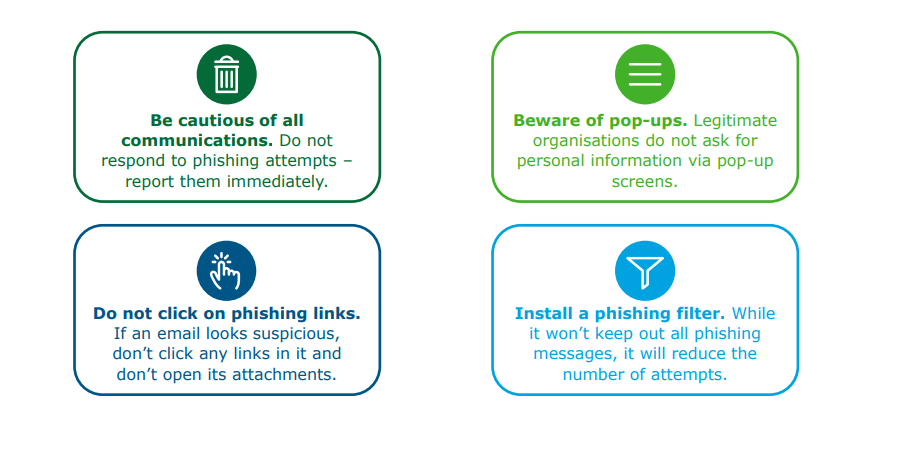 Be cautious of all
communications. Do not
respond to phishing attempts –
report them immediately.
Beware of pop-ups. Legitimate
organisations do not ask for
personal information via pop-up
screens.
Do not click on phishing links.
If an email looks suspicious,
don’t click any links in it and
don’t open its attachments.
Install a phishing filter. While
it won’t keep out all phishing
messages, it will reduce the
number of attempts.